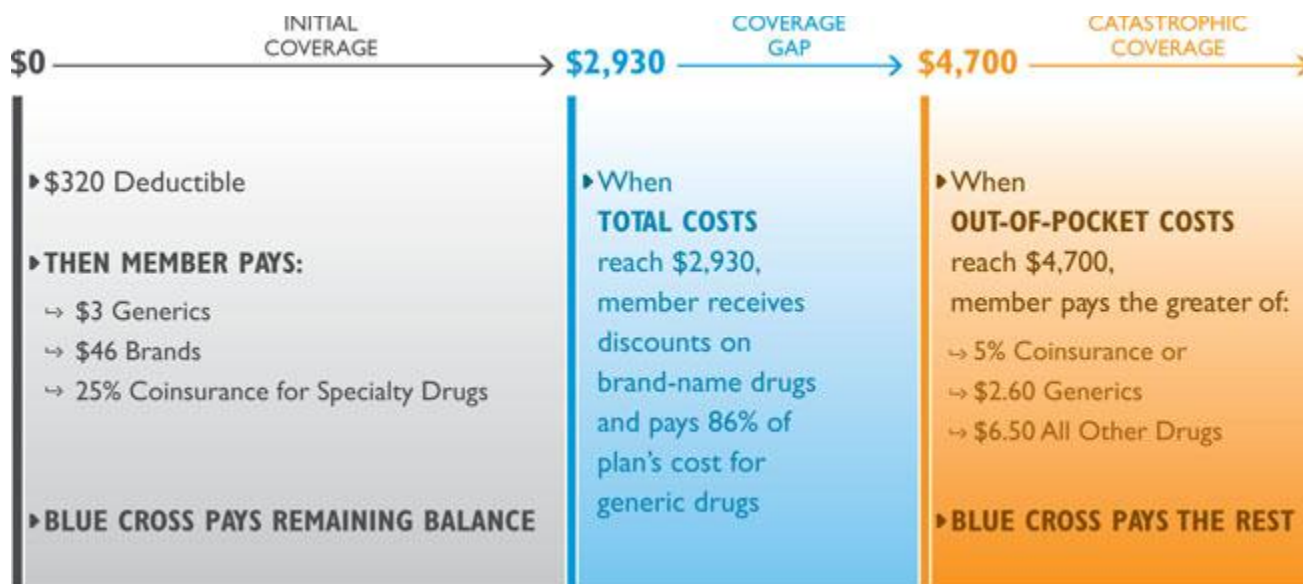 INITIAL
COVERAGE
COVERAGE
GAP
CATASTROPHIC
COVERAGE
$0
$2,930
$4,700
$320 Deductible
THEN MEMBER PAYS:
$3 Generics
$46 Brands
25% Coinsurance for Specialty Drugs
BLUE CROSS PAYS REMAINING BALANCE
When
TOTAL COSTS
reach $2,930,
member receives
discounts on
brand-name drugs
and pays 86% of
plan's cost for
generic drugs
When
OUT-OF-POCKET COSTS
reach $4,700,
member pays the greater of:
5% Coinsurance or
$2.60 Generics
$6.50 All Other Drugs
BLUE CROSS PAYS THE REST